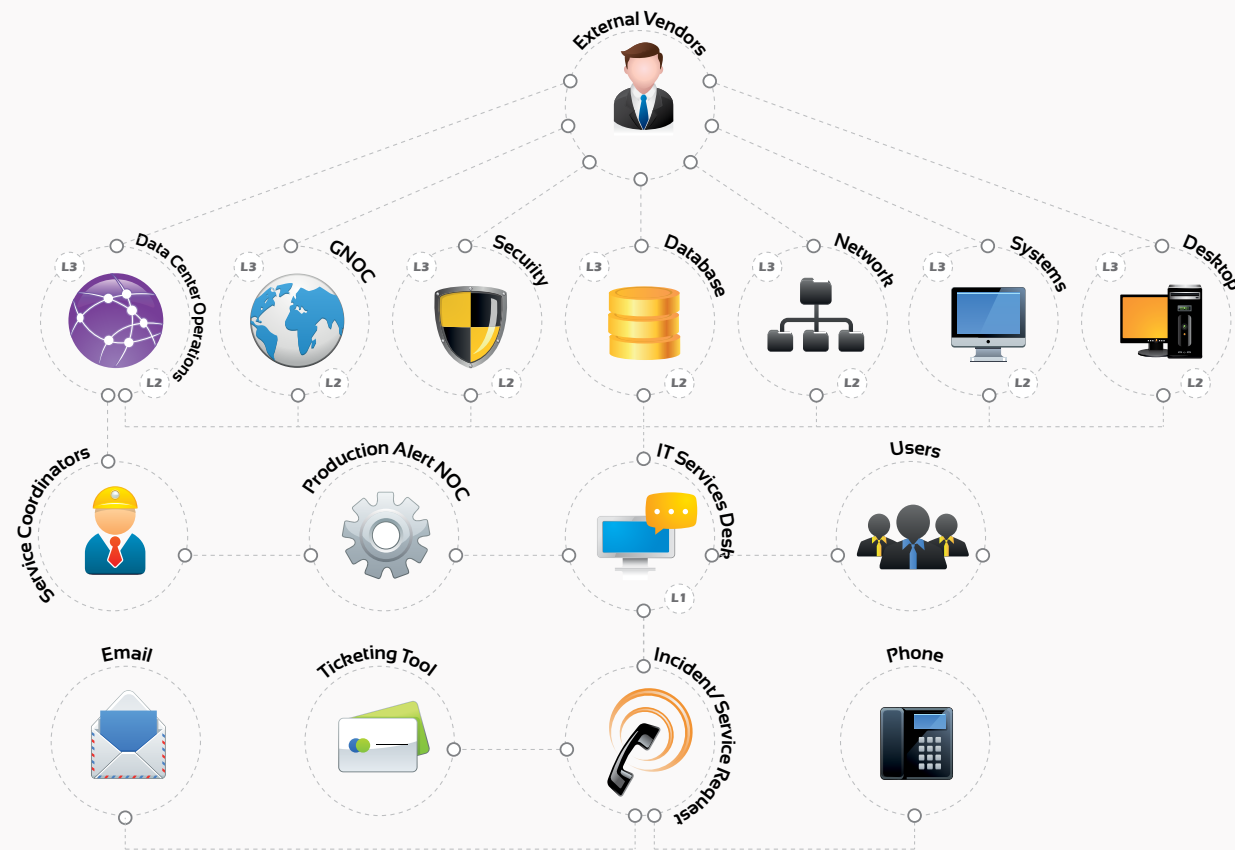 External Vendors
L3
Data Center Operations
L2
L3
GNOC
L2
L3
Security
L2
L3
Database
L2
L3
Network
L2
L3
Systems
L2
L3
Desktop
L2
Service Coordinators
Production Alert NOC
IT Services Desk
L1
Users
Email
Ticketing Tool
Incident/ Service Request
Phone